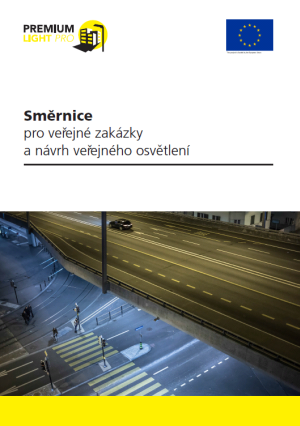 PREMIUM
LIGHT PRO
Směrnice
pro veřejné zakázky
a návrh veřejného osvětlení